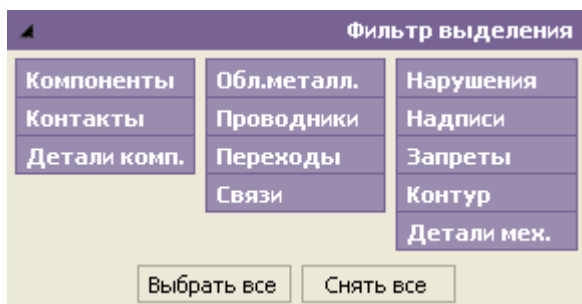 Фильтр выделения
Компоненты
Контакты
Детали комп.
Обл.металл.
Проводники
Переходы
Связи
Нарушения
Надписи
Запреты
Контур
Детали мех.
Выбрать все
Снять все